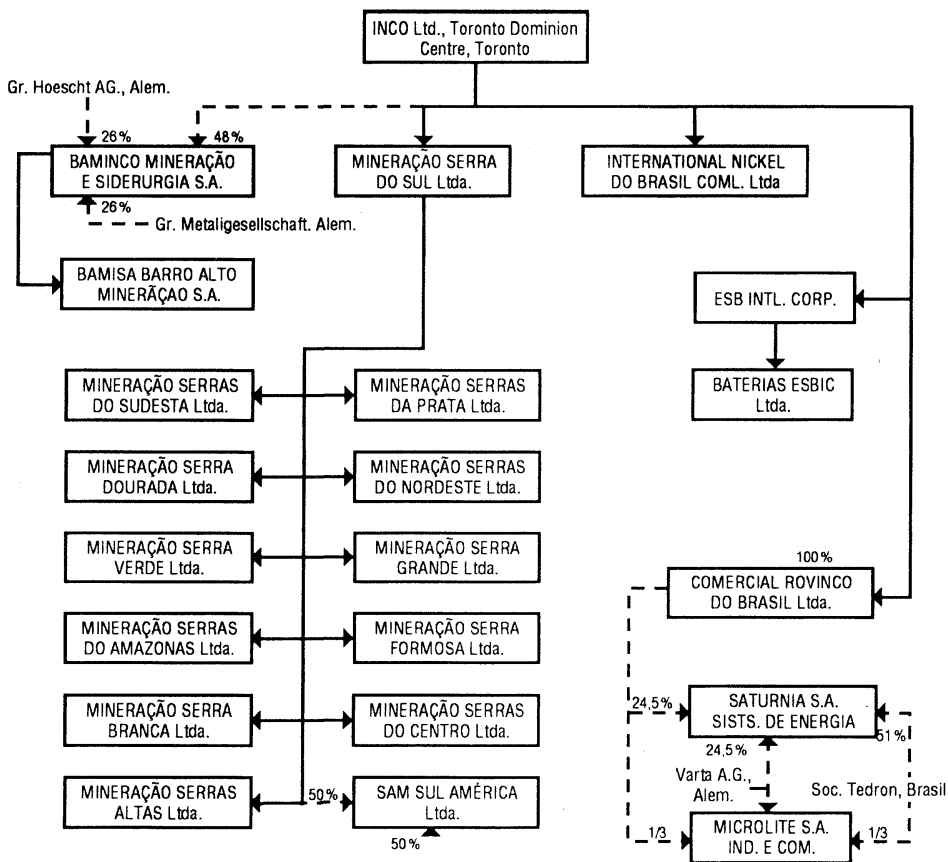 INCO Ltd., Toronto Dominion
Centre, Toronto
Gr. Hoescht AG., Alem.
26%
48%
BAMINCO MINERAÇÃO
E SIDERURGIA S.A.
MINERAÇÃO SERRA
DO SUL Ltda.
INTERNATIONAL NICKEL
DO BRASIL COML. Ltda
26%
Gr. Metaligesellschaft. Alem.
BAMISA BARRO ALTO
MINERÃÇAO S.A.
ESB INTL. CORP.
BATERIAS ESBIC
Ltda.
MINERAÇÃO SERRAS
DO SUDESTA Ltda.
MINERAÇÃO SERRAS
DA PRATA Ltda.
MINERAÇÃO SERRA
DOURADA Ltda.
MINERAÇÃO SERRAS
DO NORDESTE Ltda.
MINERAÇÃO SERRA
VERDE Ltda.
MINERAÇÃO SERRA
GRANDE Ltda.
100%
COMERCIAL ROVINCO
DO BRASIL Ltda.
MINERAÇÃO SERRAS
DO AMAZONAS Ltda.
MINERAÇÃO SERRA
FORMOSA Ltda.
MINERAÇÃO SERRA
BRANCA Ltda.
MINERAÇÃO SERRAS
DO CENTRO Ltda.
24,5%
SATURNIA S.A.
SISTS. DE ENERGIA
51%
24,5%
MINERAÇÃO SERRAS
ALTAS Ltda.
50%
SAM SUL AMÉRICA
Ltda.
50%
Varta A.G.,
Alem.
Soc. Tedron, Brasil
1/3
MICROLITE S.A.
IND. E COM.
1/3